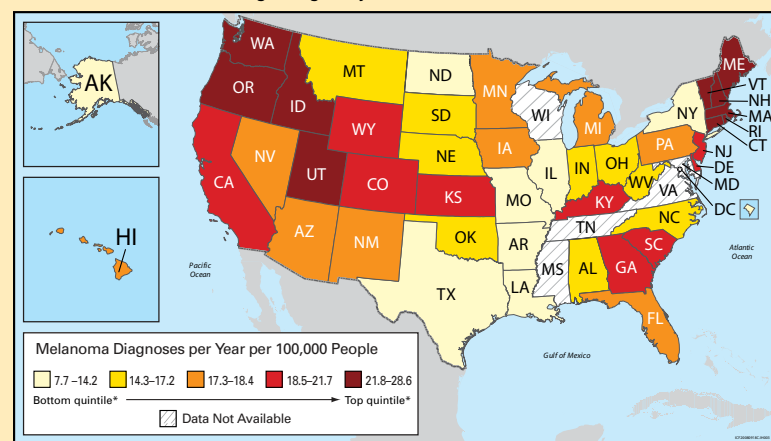 AK
HI
WA
OR
ID
MT
ND
MN
WI
MI
NY
ME
VT
NH
MA
RI
CT
WY
SD
NE
IA
IL
IN
OH
PA
NJ
DE
MD
DC
WV
VA
NV
UT
CO
KS
MO
KY
CA
AZ
NM
OK
AR
TN
NC
SC
TX
LA
MS
AL
GA
FL
Pacific
Ocean
Atlantic
Ocean
Gulf of Mexico
Melanoma Diagnoses per Year per 100,000 People
7.7 –14.2 14.3–17.2 17.3–18.4 18.5–21.7 21.8–28.6
Bottom quintile* Top quintile*
Data Not Available